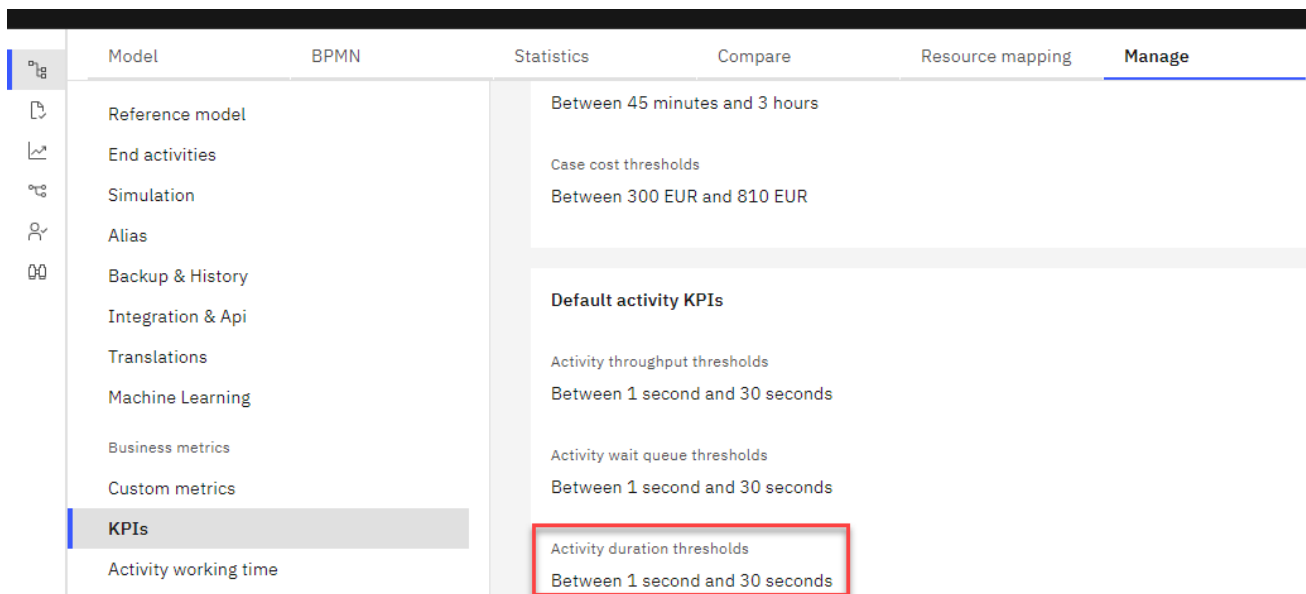 Model
BPMN
Statistics
Compare
Resource mapping
Manage
Reference model
End activities
Simulation
Alias
Backup & History
Integration & Api
Translations
Machine Learning
Business metrics
Custom metrics
KPIs
Activity working time
Between 45 minutes and 3 hours
Case cost thresholds
Between 300 EUR and 810 EUR
Default activity KPIs
Activity throughput thresholds
Between 1 second and 30 seconds
Activity wait queue thresholds
Between 1 second and 30 seconds
Activity duration thresholds
Between 1 second and 30 seconds